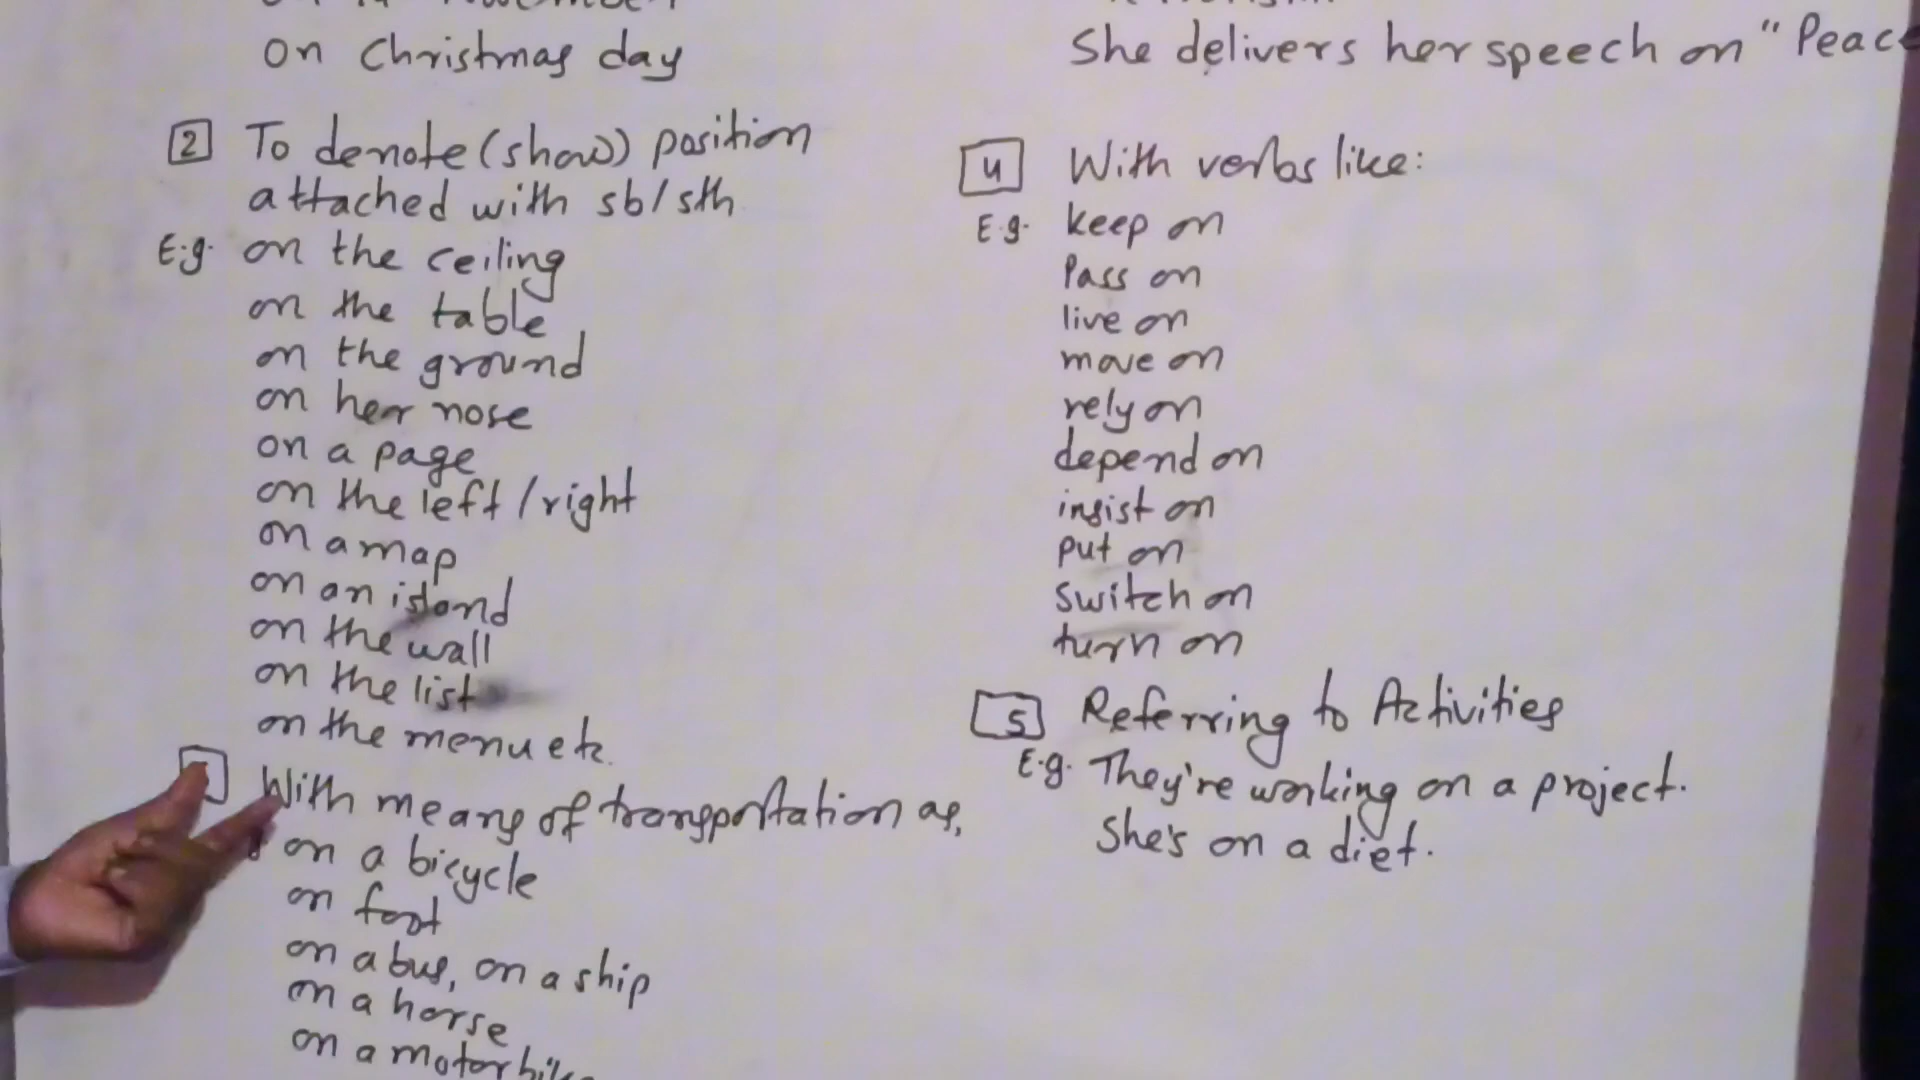 on Christmas day
2 To denote (show) position
attached with sb/sth
E.g. on the ceiling
on the table
on the ground
on her nose
on a page
on the left/right
on a map
on an island
on the wall
on the list
on the menu etc.
With means of transportation as,
on a bicycle
on foot
on a bus, on a ship
on a horse
on a motorbike
She delivers her speech on "Peace
4 With verbs like:
E.g. keep on
Pass on
live on
move on
rely on
depend on
insist on
put on
switch on
turn on
5 Referring to Activities
E.g. They're working on a project.
She's on a diet.